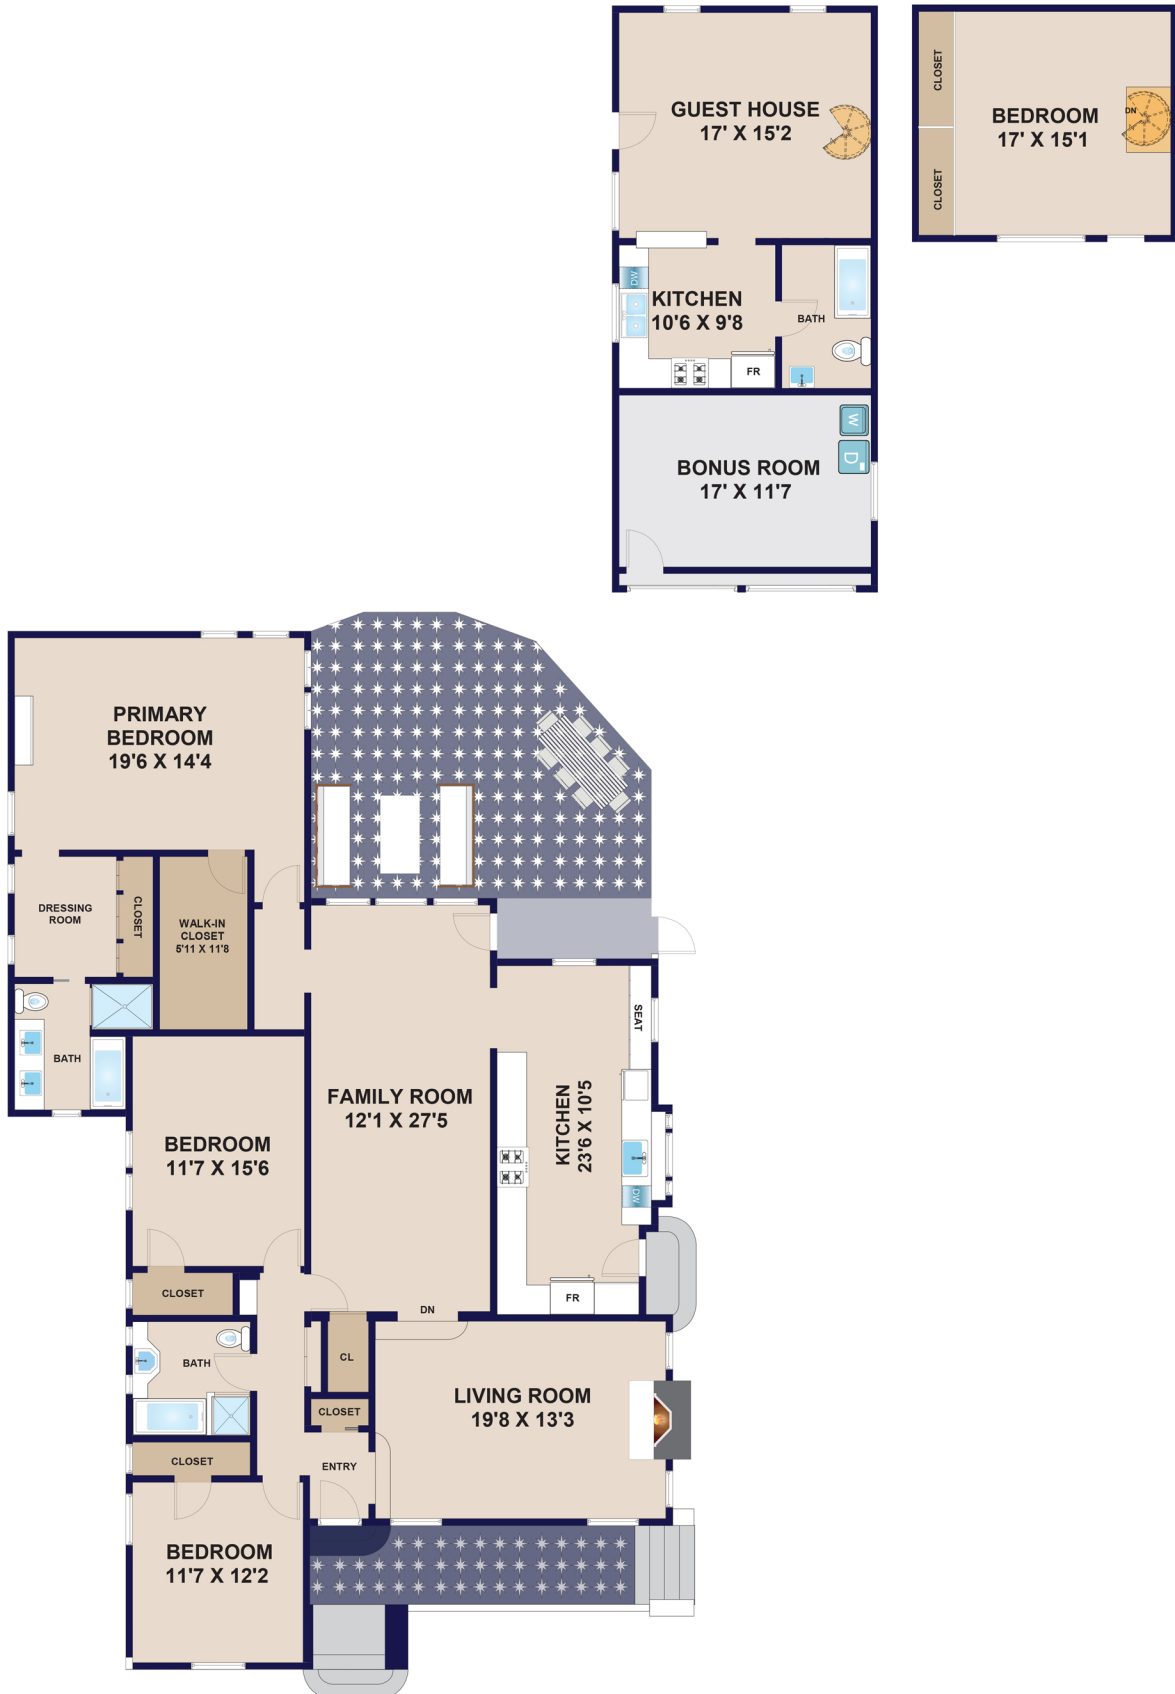 GUEST HOUSE
17' X 15'2
CLOSET
CLOSET
BEDROOM
17' X 15'1
DN
DW
KITCHEN
10'6 X 9'8
FR
BATH
BONUS ROOM
17' X 11'7
W
D
PRIMARY
BEDROOM
19'6 X 14'4
DRESSING
ROOM
CLOSET
WALK-IN
CLOSET
5'11 X 11'8
BATH
SEAT
FAMILY ROOM
12'1 X 27'5
KITCHEN
23'6 X 10'5
DW
FR
BEDROOM
11'7 X 15'6
CLOSET
DN
BATH
CL
LIVING ROOM
19'8 X 13'3
CLOSET
CLOSET
ENTRY
BEDROOM
11'7 X 12'2